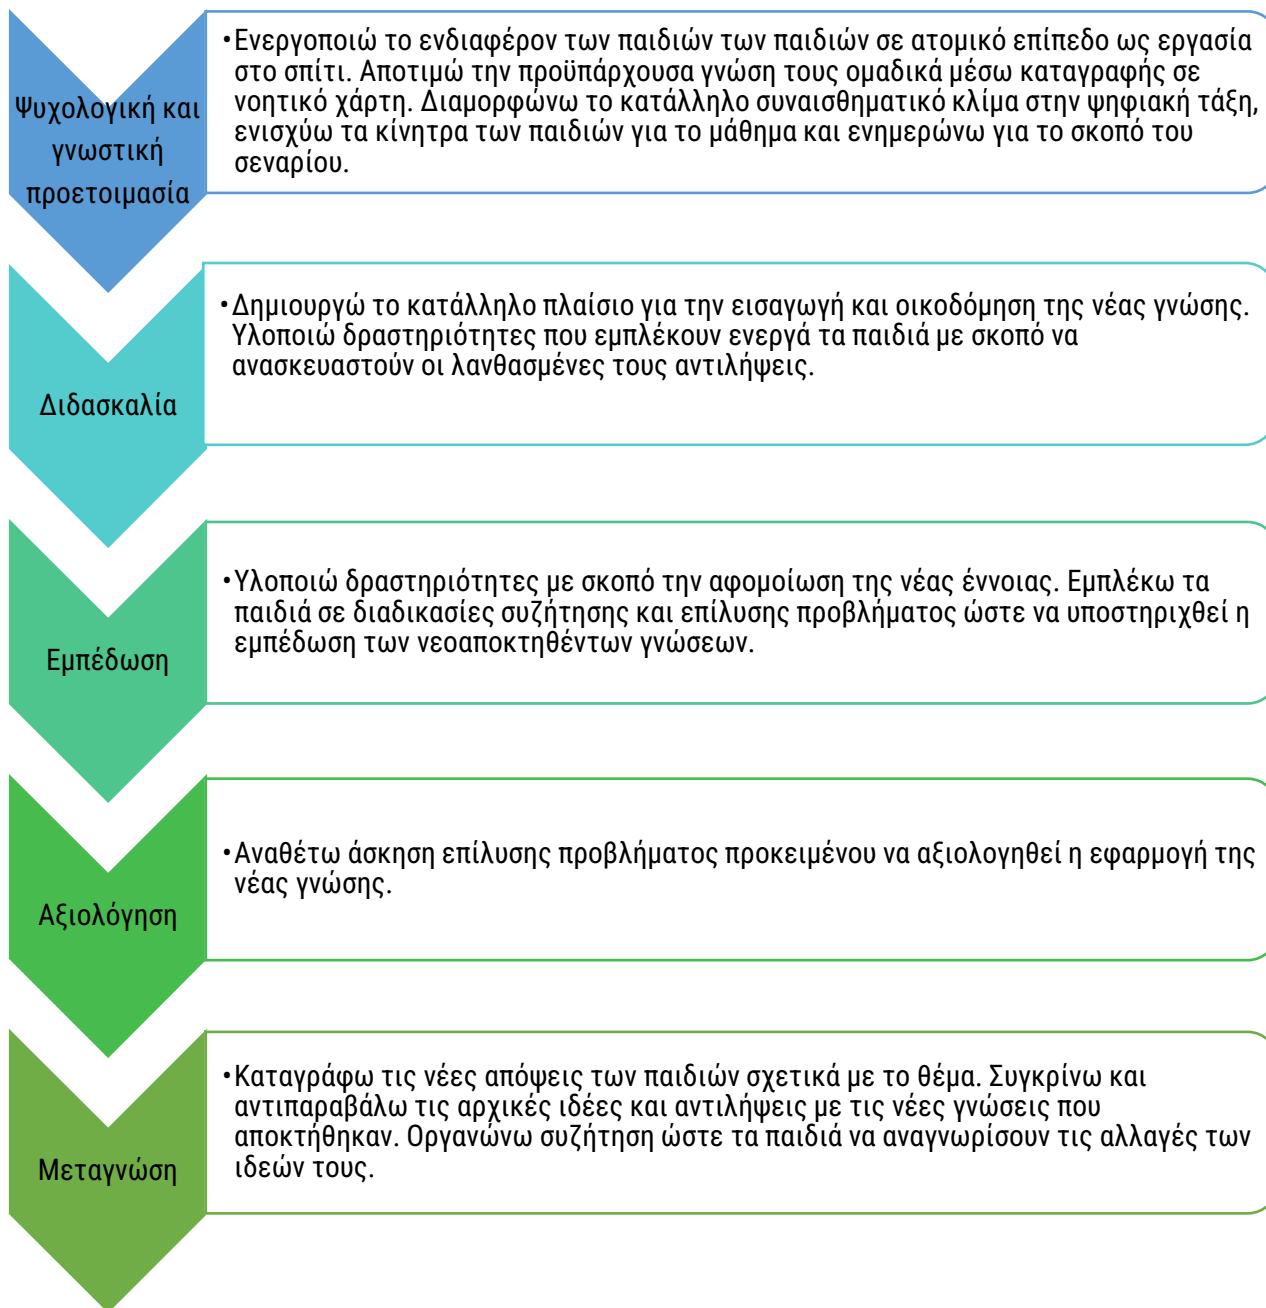 Ψυχολογική και
γνωστική
προετοιμασία
•Ενεργοποιώ το ενδιαφέρον των παιδιών των παιδιών σε ατομικό επίπεδο ως εργασία
στο σπίτι. Αποτιμώ την προϋπάρχουσα γνώση τους ομαδικά μέσω καταγραφής σε
νοητικό χάρτη. Διαμορφώνω το κατάλληλο συναισθηματικό κλίμα στην ψηφιακή τάξη,
ενισχύω τα κίνητρα των παιδιών για το μάθημα και ενημερώνω για το σκοπό του
σεναρίου.
Διδασκαλία
•Δημιουργώ το κατάλληλο πλαίσιο για την εισαγωγή και οικοδόμηση της νέας γνώσης.
Υλοποιώ δραστηριότητες που εμπλέκουν ενεργά τα παιδιά με σκοπό να
ανασκευαστούν οι λανθασμένες τους αντιλήψεις.
Εμπέδωση
•Υλοποιώ δραστηριότητες με σκοπό την αφομοίωση της νέας έννοιας. Εμπλέκω τα
παιδιά σε διαδικασίες συζήτησης και επίλυσης προβλήματος ώστε να υποστηριχθεί η
εμπέδωση των νεοαποκτηθέντων γνώσεων.
Αξιολόγηση
•Αναθέτω άσκηση επίλυσης προβλήματος προκειμένου να αξιολογηθεί η εφαρμογή της
νέας γνώσης.
Μεταγνώση
•Καταγράφω τις νέες απόψεις των παιδιών σχετικά με το θέμα. Συγκρίνω και
αντιπαραβάλω τις αρχικές ιδέες και αντιλήψεις με τις νέες γνώσεις που
αποκτήθηκαν. Οργανώνω συζήτηση ώστε τα παιδιά να αναγνωρίσουν τις αλλαγές των
ιδεών τους.